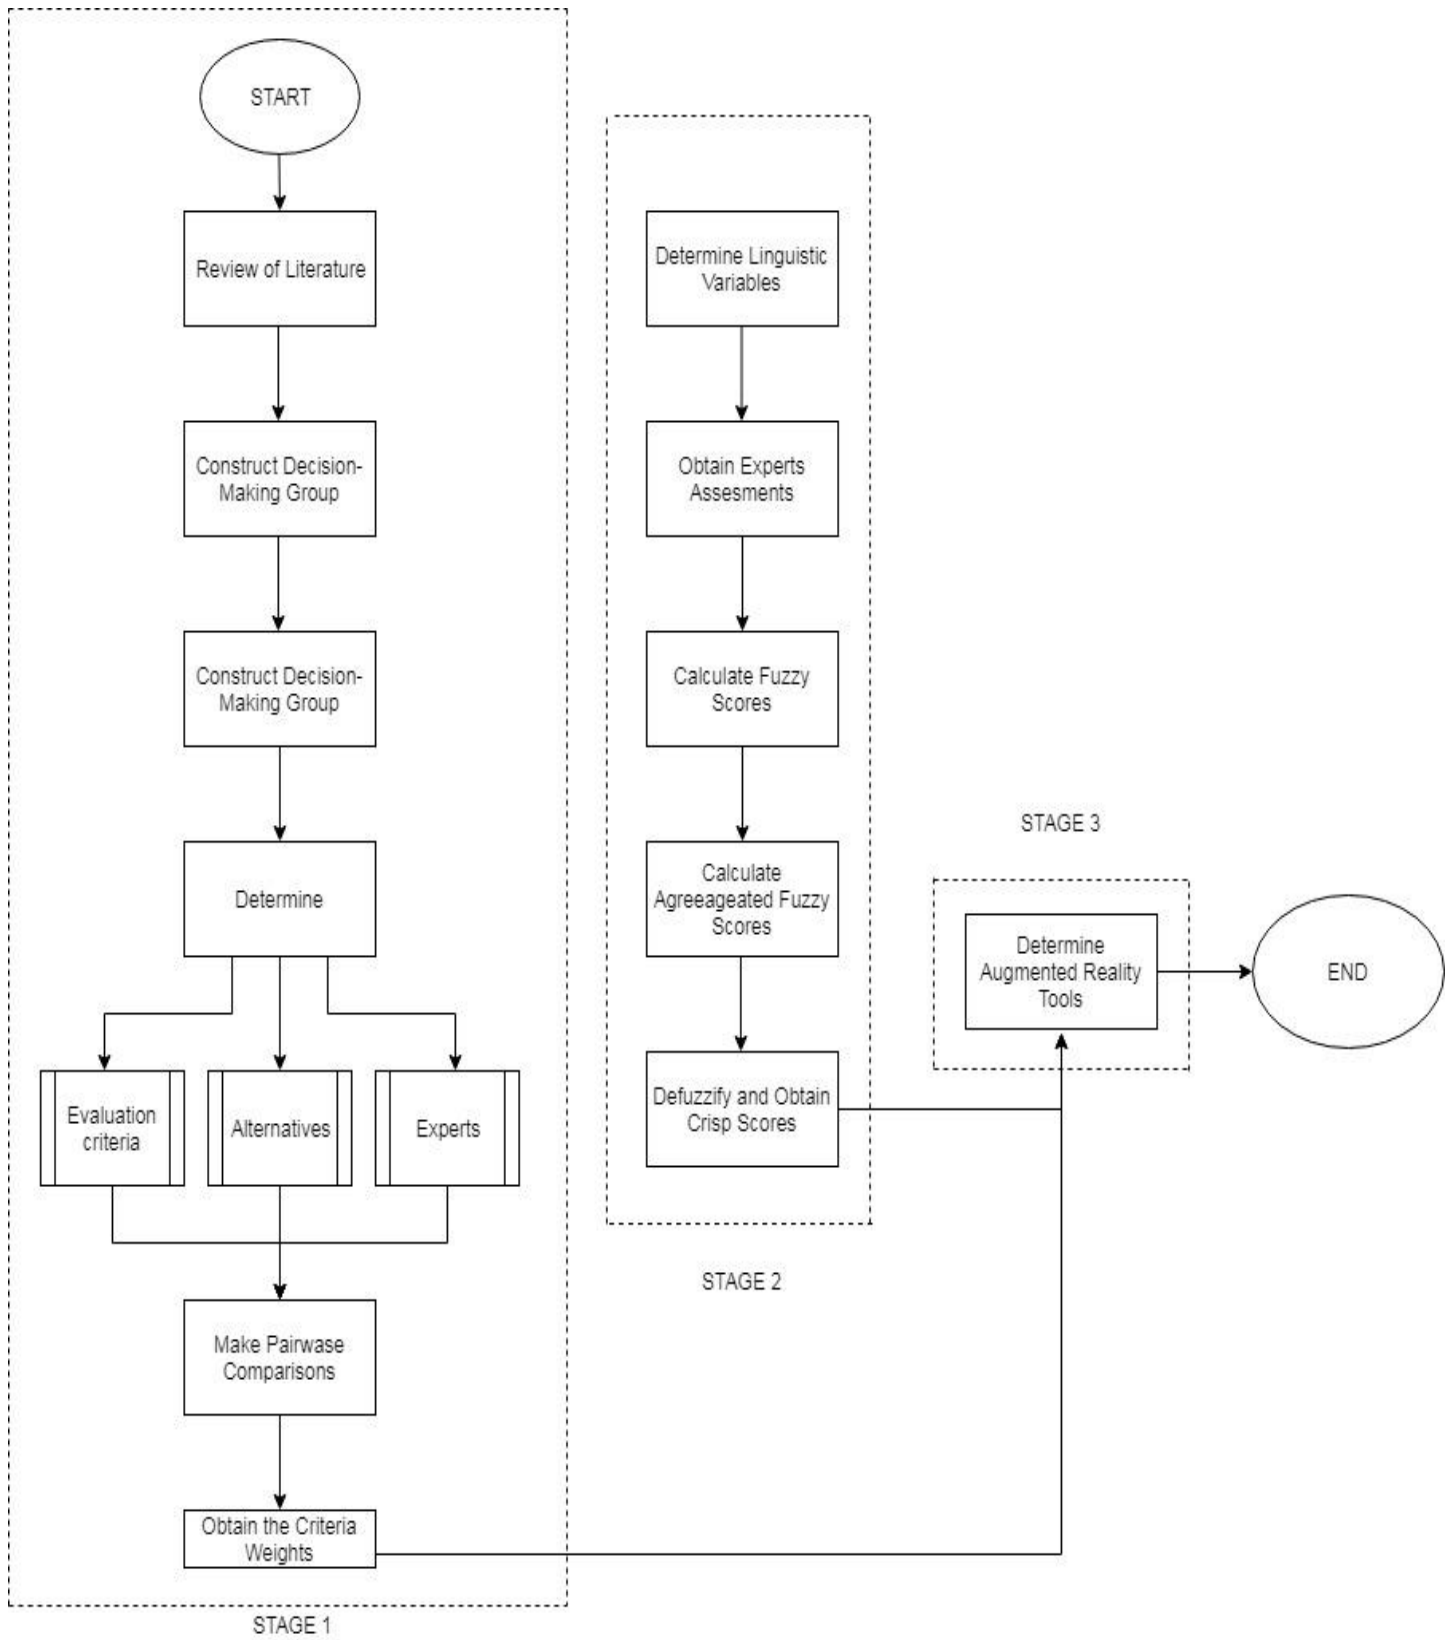 START
Review of Literature
Construct Decision-
Making Group
Construct Decision-
Making Group
Determine
Evaluation
criteria
Alternatives
Experts
Make Pairwase
Comparisons
Obtain the Criteria
Weights
STAGE 1
Determine Linguistic
Variables
Obtain Experts
Assesments
Calculate Fuzzy
Scores
Calculate
Agreeageated Fuzzy
Scores
Defuzzify and Obtain
Crisp Scores
STAGE 2
STAGE 3
Determine
Augmented Reality
Tools
END